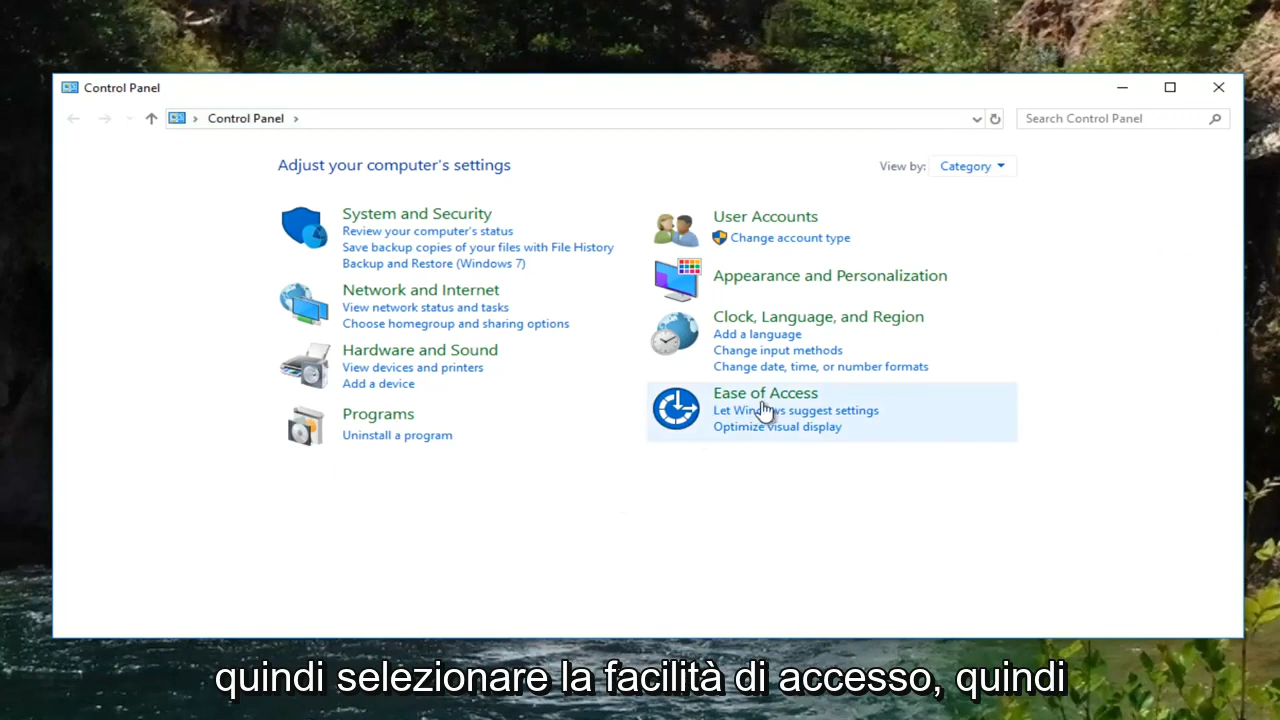 Control Panel
Control Panel
Search Control Panel
Adjust your computer's settings
View by: Category
System and Security
Review your computer's status
Save backup copies of your files with File History
Backup and Restore (Windows 7)
Network and Internet
View network status and tasks
Choose homegroup and sharing options
Hardware and Sound
View devices and printers
Add a device
Programs
Uninstall a program
User Accounts
Change account type
Appearance and Personalization
Clock, Language, and Region
Add a language
Change input methods
Change date, time, or number formats
Ease of Access
Let Windows suggest settings
Optimize visual display
quindi selezionare la facilità di accesso, quindi